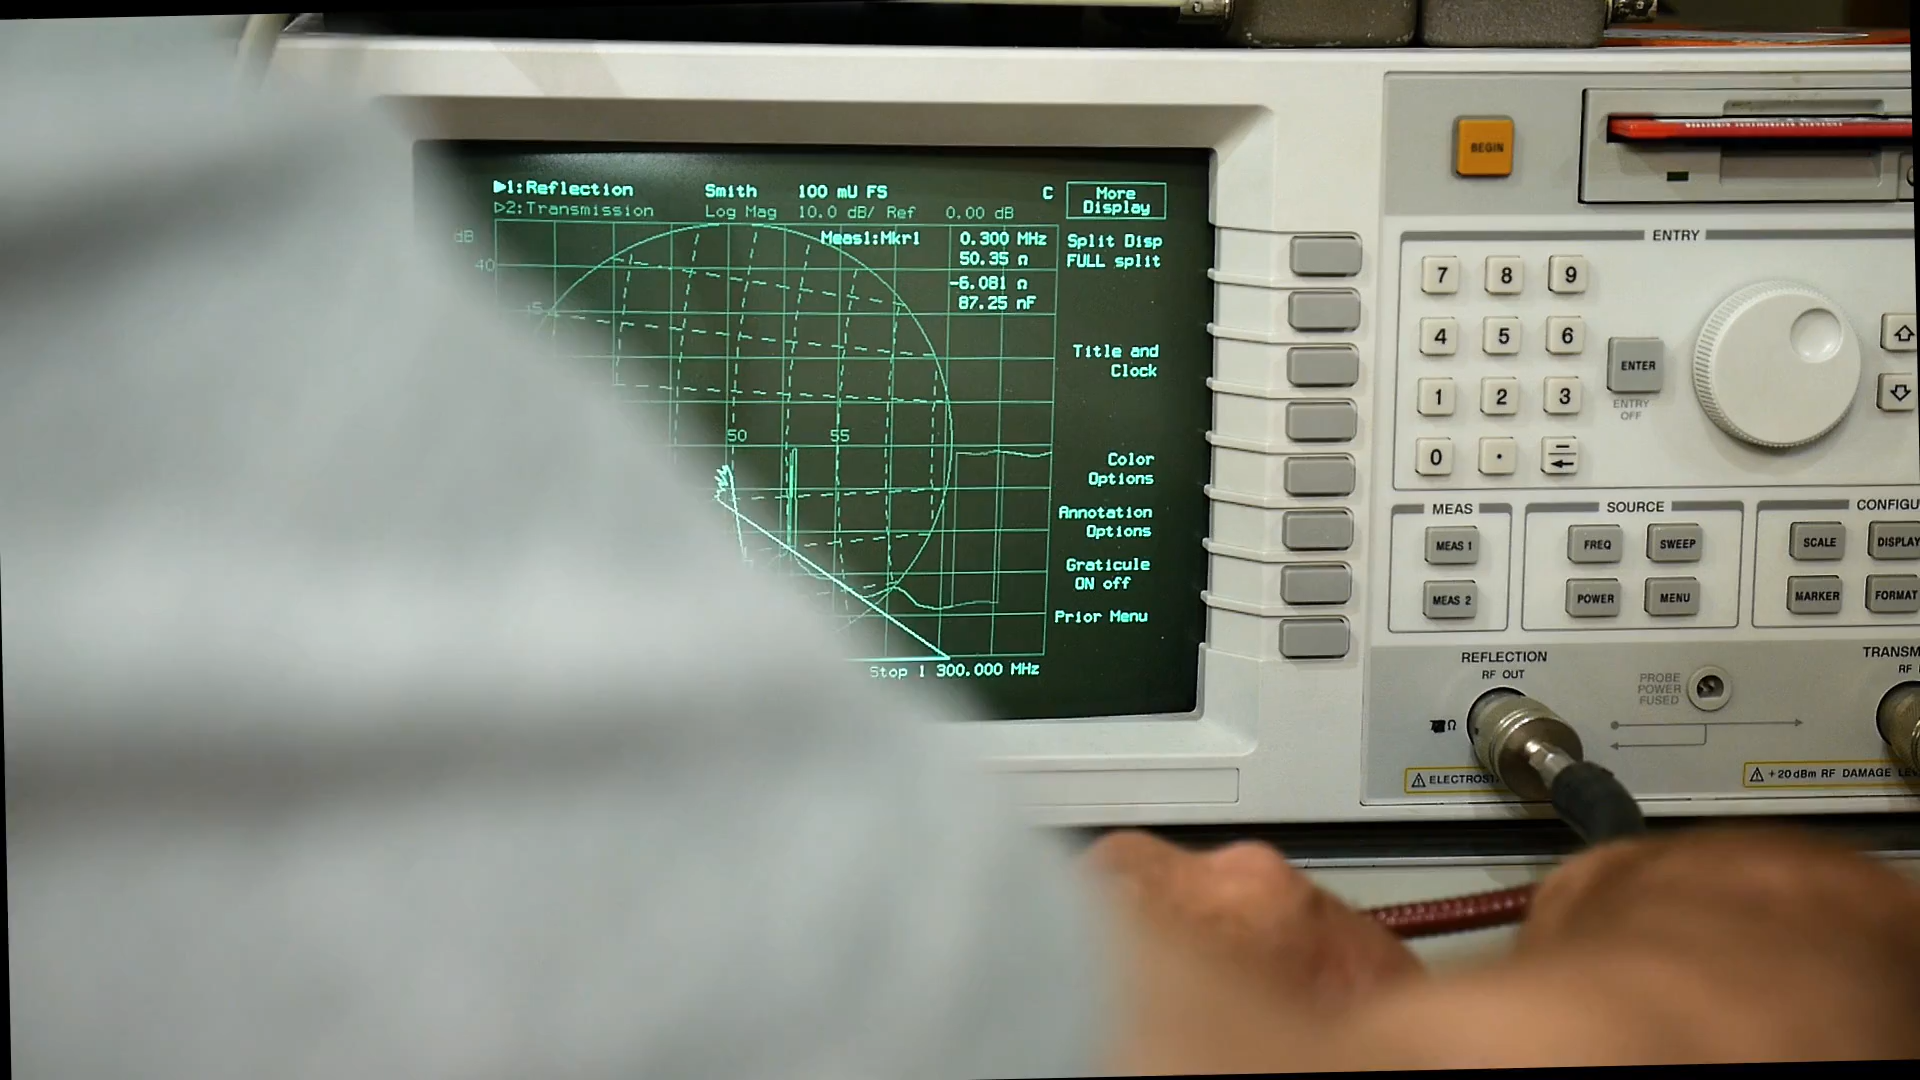 ▶1:Reflection Smith 100 mU FS C
▷2:Transmission Log Mag 10.0 dB/ Ref 0.00 dB
More
Display
dB
Meas1:Mkr1 0.300 MHz
50.35 Ω
-6.081 Ω
87.25 nF
40
50 55
Stop 1 300.000 MHz
Split Disp
FULL split
Title and
Clock
Color
Options
Annotation
Options
Graticule
ON off
Prior Menu
BEGIN
ENTRY
7 8 9
4 5 6
1 2 3
0 .
ENTER
ENTRY
OFF
MEAS
MEAS 1
MEAS 2
SOURCE
FREQ SWEEP
POWER MENU
CONFIGU
SCALE DISPLAY
MARKER FORMAT
REFLECTION
RF OUT
PROBE
POWER
FUSED
TRANSM
RF
Ω
ELECTROST
+20 dBm RF DAMAGE LE